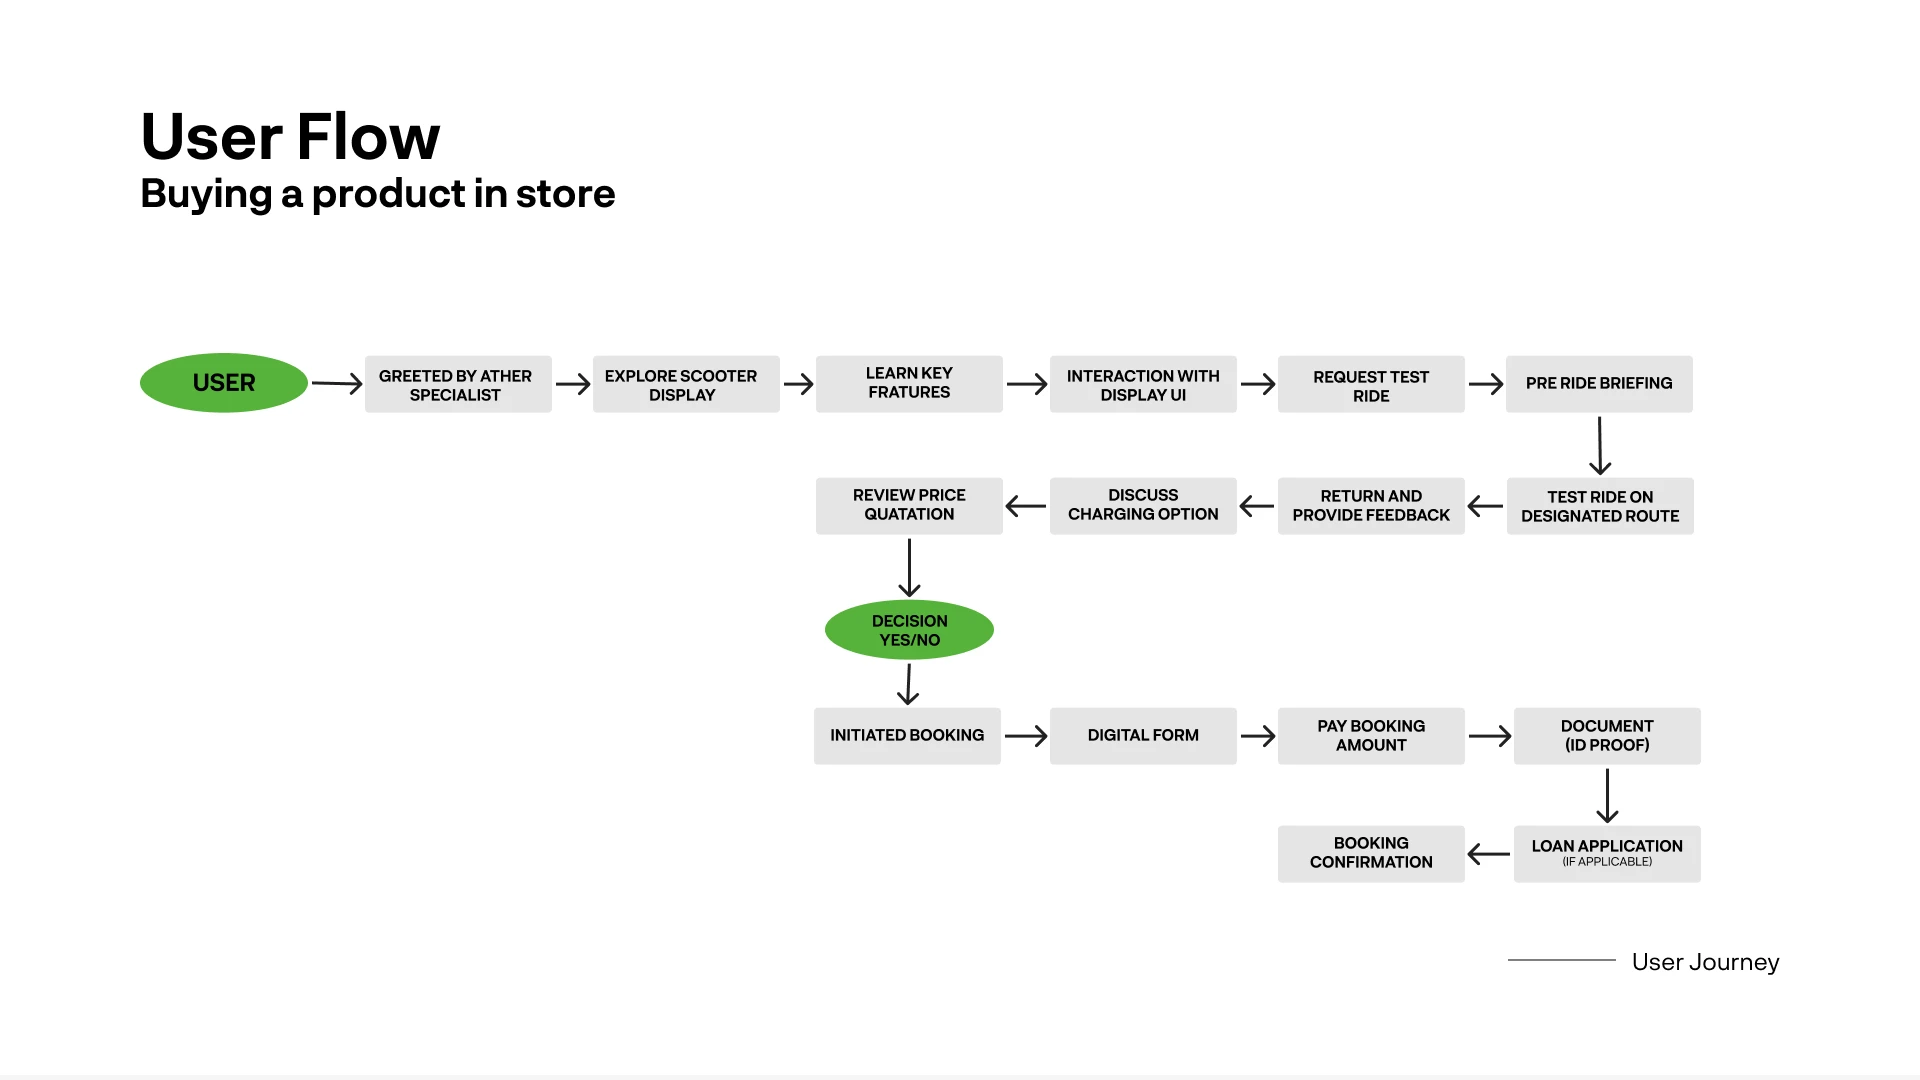 User Flow
Buying a product in store
USER
GREETED BY ATHER
SPECIALIST
EXPLORE SCOOTER
DISPLAY
LEARN KEY
FRATURES
INTERACTION WITH
DISPLAY UI
REQUEST TEST
RIDE
PRE RIDE BRIEFING
TEST RIDE ON
DESIGNATED ROUTE
RETURN AND
PROVIDE FEEDBACK
DISCUSS
CHARGING OPTION
REVIEW PRICE
QUATATION
DECISION
YES/NO
INITIATED BOOKING
DIGITAL FORM
PAY BOOKING
AMOUNT
DOCUMENT
(ID PROOF)
LOAN APPLICATION
(IF APPLICABLE)
BOOKING
CONFIRMATION
User Journey